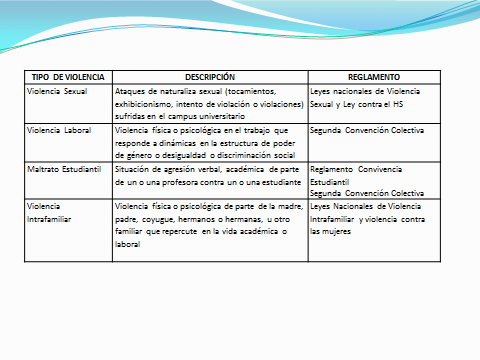 TIPO DE VIOLENCIA
DESCRIPCIÓN
REGLAMENTO
Violencia Sexual
Ataques de naturaliza sexual (tocamientos,
exhibicionismo, intento de violación o violaciones)
sufridas en el campus universitario
Leyes nacionales de Violencia
Sexual y Ley contra el HS
Violencia Laboral
Violencia física o psicológica en el trabajo que
responde a dinámicas en la estructura de poder
de género o desigualdad o discriminación social
Segunda Convención Colectiva
Maltrato Estudiantil
Situación de agresión verbal, académica de parte
de un o una profesora contra un o una estudiante
Reglamento Convivencia
Estudiantil
Segunda Convención Colectiva
Violencia
Intrafamiliar
Violencia física o psicológica de parte de la madre,
padre, coyugue, hermanos o hermanas, u otro
familiar que repercute en la vida académica o
laboral
Leyes Nacionales de Violencia
Intrafamiliar y violencia contra
las mujeres